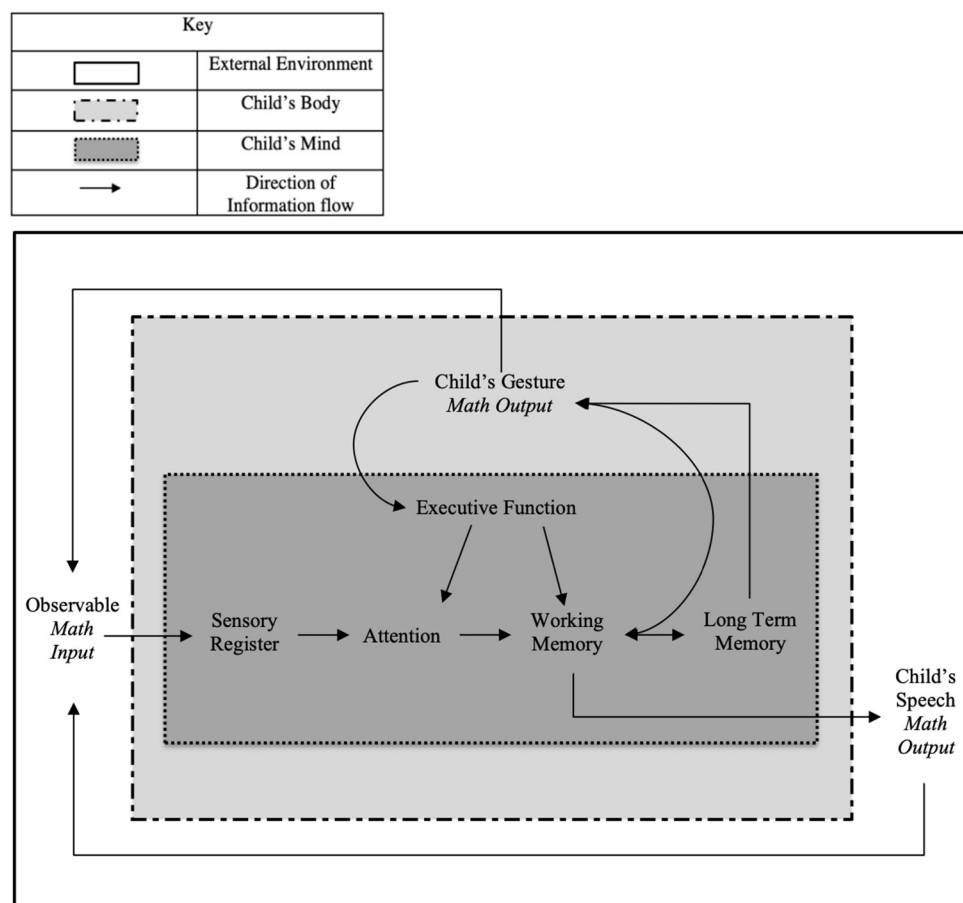 Key
External Environment
Child's Body
Child's Mind
Direction of
Information flow
Child's Gesture
Math Output
Executive Function
Observable
Math
Input
Sensory
Register
Attention
Working
Memory
Long Term
Memory
Child's
Speech
Math
Output